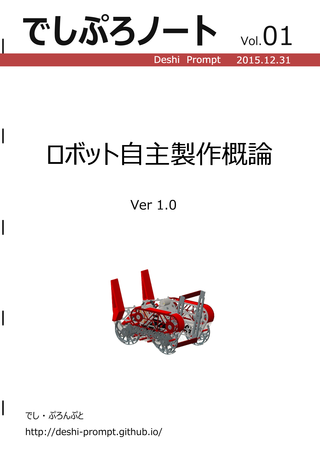 でしぷろノート Vol.01
Deshi Prompt 2015.12.31
ロボット自主製作概論
Ver 1.0
でし・ぷろんぷと
http://deshi-prompt.github.io/